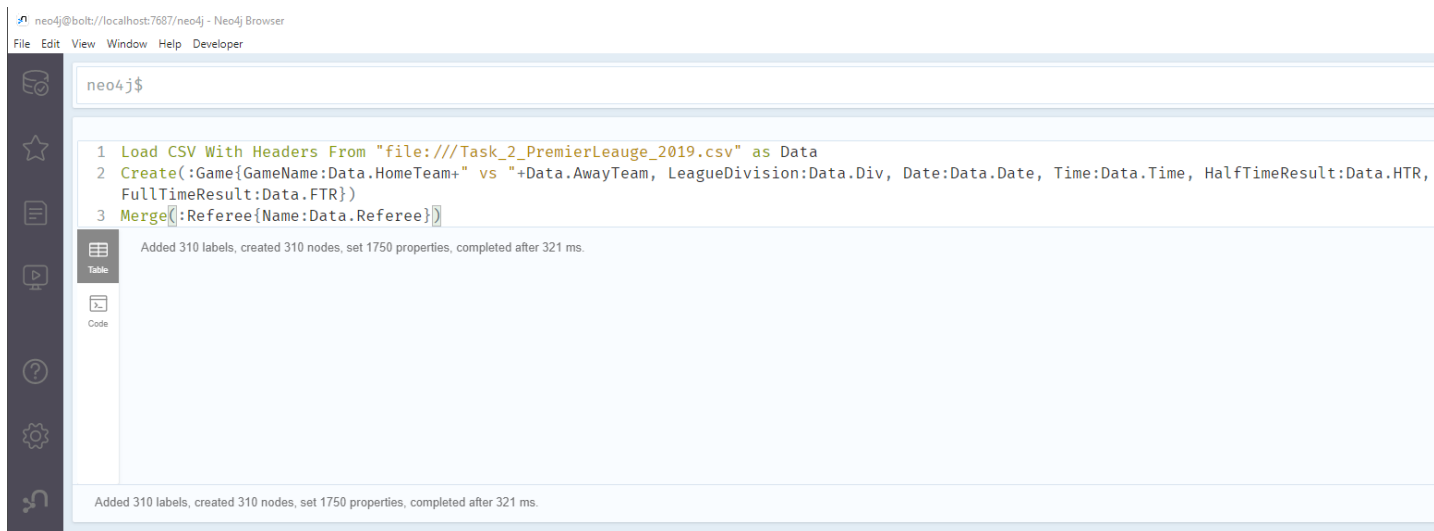 neo4j@bolt://localhost:7687/neo4j - Neo4j Browser
File Edit View Window Help Developer
neo4j$
1 Load CSV With Headers From "file:///Task_2_PremierLeauge_2019.csv" as Data
2 Create(:Game{GameName:Data.HomeTeam+" vs "+Data.AwayTeam, LeagueDivision:Data.Div, Date:Data.Date, Time:Data.Time, HalfTimeResult:Data.HTR,
FullTimeResult:Data.FTR})
3 Merge(:Referee{Name:Data.Referee})
Added 310 labels, created 310 nodes, set 1750 properties, completed after 321 ms.
Table
Code
Added 310 labels, created 310 nodes, set 1750 properties, completed after 321 ms.